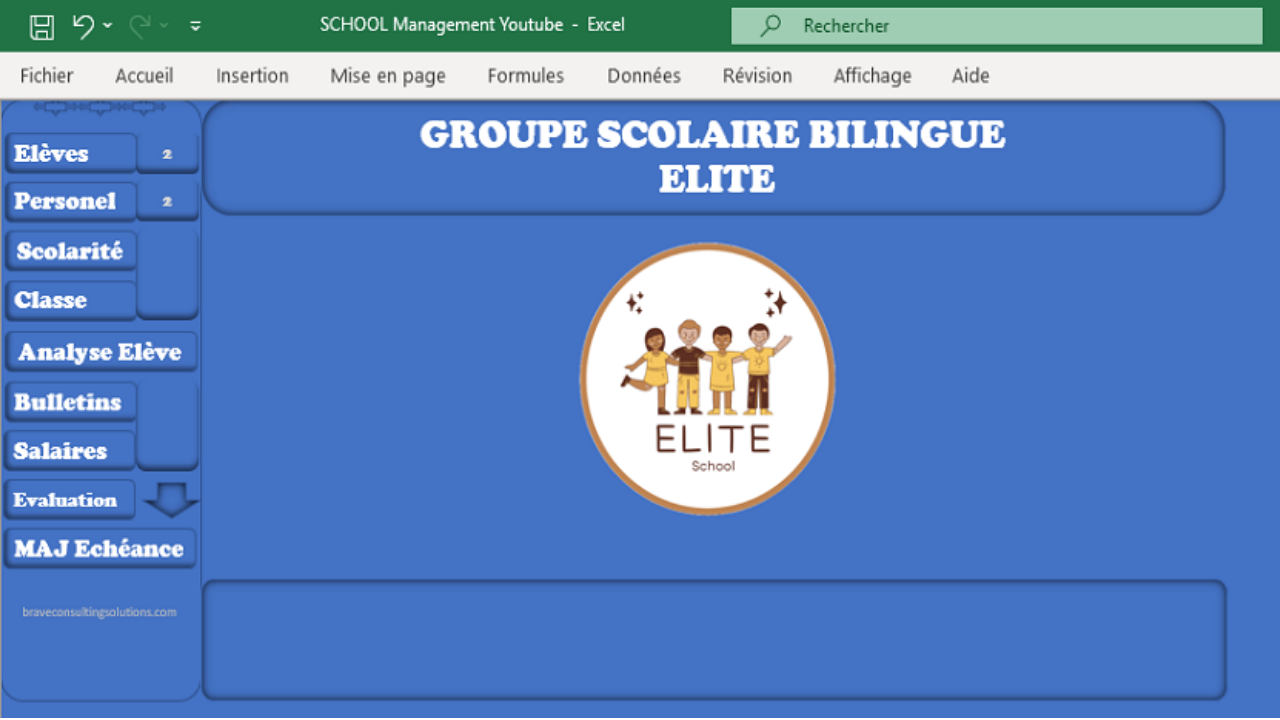 SCHOOL Management Youtube - Excel
Rechercher
Fichier Accueil Insertion Mise en page Formules Données Révision Affichage Aide
GROUPE SCOLAIRE BILINGUE
ELITE
Elèves 2
Personel 2
Scolarité
Classe
Analyse Elève
Bulletins
Salaires
Evaluation
MAJ Echéance
braveconsultingsolutions.com
ELITE
School